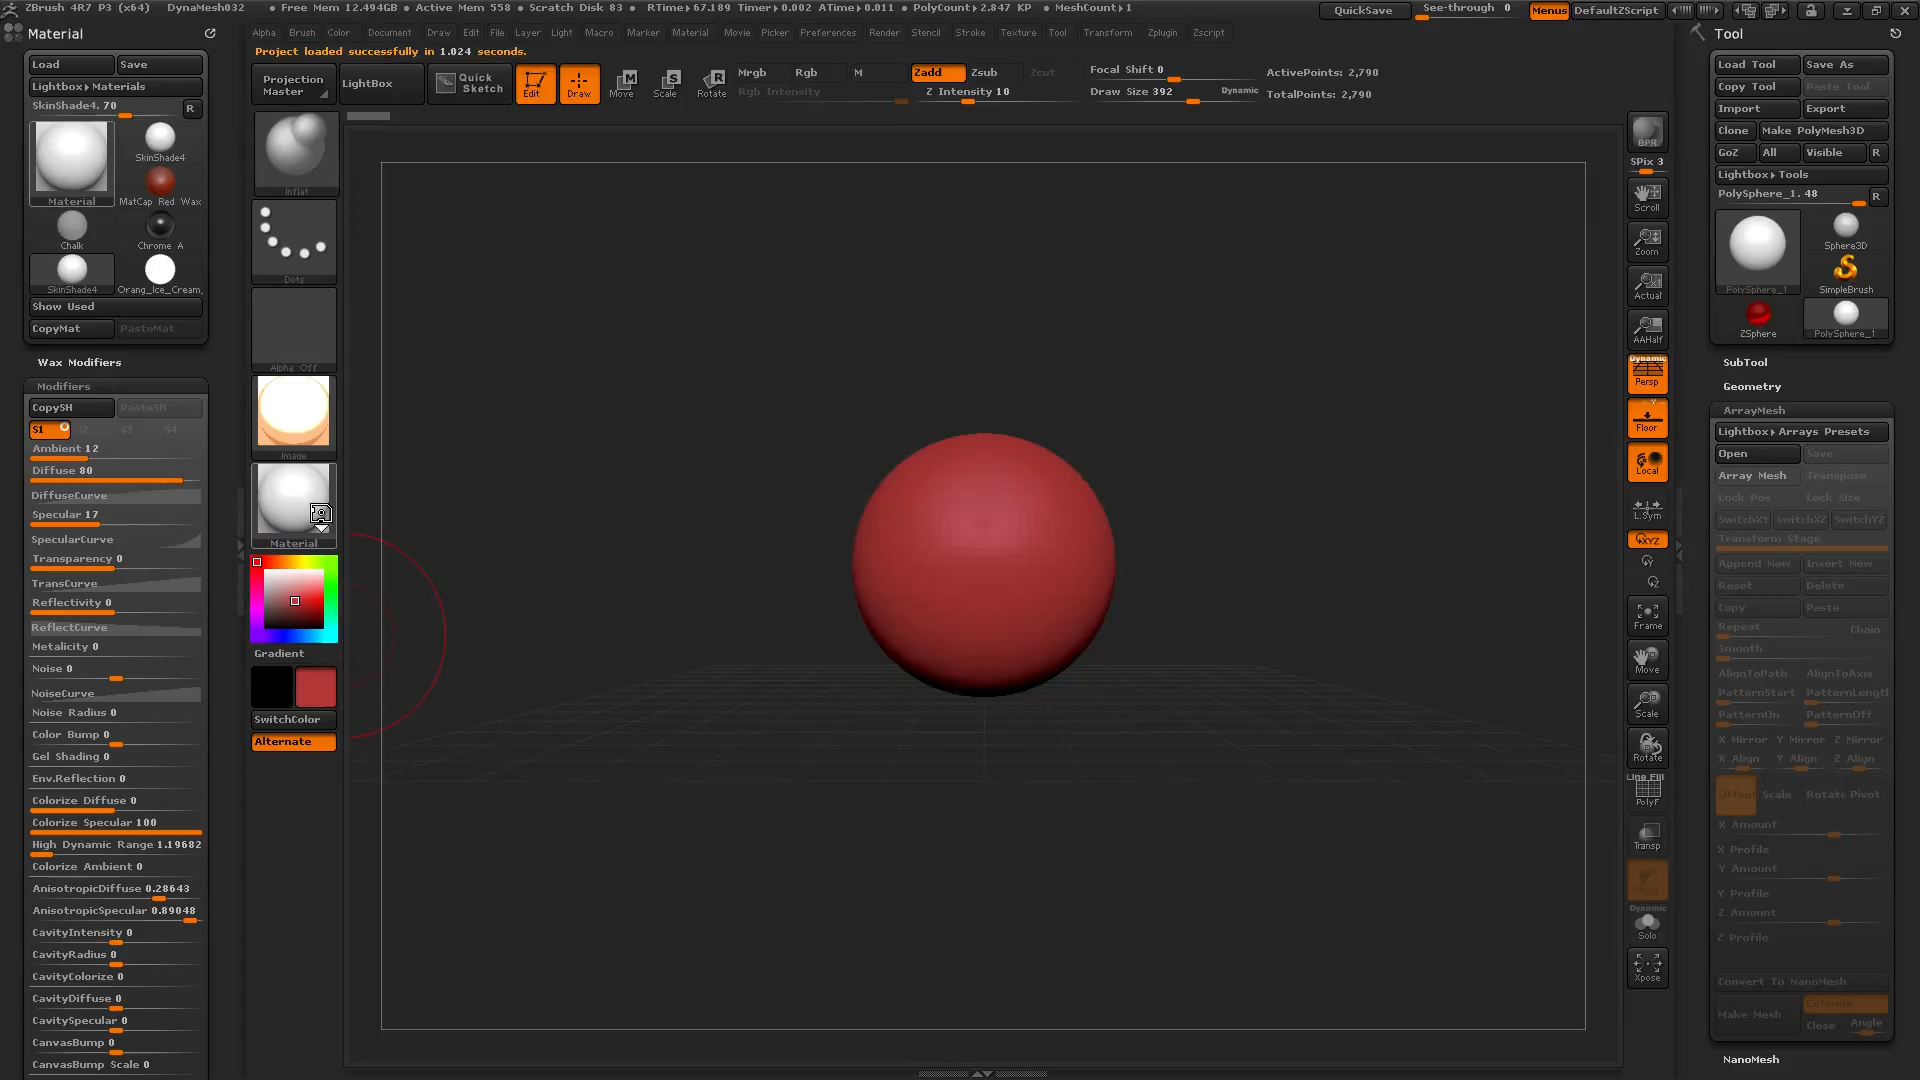 ZBrush 4R7 P3 (x64) DynaMesh032 • Free Mem 12.494GB • Active Mem 558 • Scratch Disk 83 • RTime▸67.189 Timer▸0.002 ATime▸0.011 • PolyCount▸2.847 KP • MeshCount▸1 QuickSave See-through 0 Menus DefaultZScript
Material
Alpha Brush Color Document Draw Edit File Layer Light Macro Marker Material Movie Picker Preferences Render Stencil Stroke Texture Tool Transform Zplugin Zscript
Tool
Project loaded successfully in 1.024 seconds.
Load Save
Lightbox▸Materials
SkinShade4. 70 R
Material
SkinShade4
MatCap Red Wax
Chalk
Chrome A
SkinShade4
Orang_Ice_Cream_
Show Used
CopyMat PasteMat
Wax Modifiers
Modifiers
CopySH PasteSH
S1 S3 S4
Ambient 12
Diffuse 80
DiffuseCurve
Specular 17
SpecularCurve
Transparency 0
TransCurve
Reflectivity 0
ReflectCurve
Metalicity 0
Noise 0
NoiseCurve
Noise Radius 0
Color Bump 0
Gel Shading 0
Env.Reflection 0
Colorize Diffuse 0
Colorize Specular 100
High Dynamic Range 1.19682
Colorize Ambient 0
AnisotropicDiffuse 0.28643
AnisotropicSpecular 0.89048
CavityIntensity 0
CavityRadius 0
CavityColorize 0
CavityDiffuse 0
CavitySpecular 0
CanvasBump 0
CanvasBump Scale 0
Projection Master
LightBox
Quick Sketch
Edit
Draw
Move
Scale
Rotate
Mrgb Rgb M
Rgb Intensity
Zadd Zsub Zcut
Z Intensity 10
Focal Shift 0
Draw Size 392 Dynamic
ActivePoints: 2,790
TotalPoints: 2,790
Inflat
Dots
Alpha Off
Image
Material
Gradient
SwitchColor
Alternate
BPR
SPix 3
Scroll
Zoom
Actual
AAHalf
Dynamic
Persp
Floor
Local
L.Sym
XYZ
Y
Z
Frame
Move
Scale
Rotate
Line Fill
PolyF
Transp
Ghost
Dynamic
Solo
Xpose
Load Tool Save As
Copy Tool Paste Tool
Import Export
Clone Make PolyMesh3D
GoZ All Visible R
Lightbox▸Tools
PolySphere_1. 48 R
PolySphere_1
Sphere3D
SimpleBrush
ZSphere
PolySphere_1
SubTool
Geometry
ArrayMesh
Lightbox▸Arrays Presets
Open Save
Array Mesh Transpose
Lock Pos Lock Size
SwitchXY SwitchXZ SwitchYZ
Transform Stage
Append New Insert New
Reset Delete
Copy Paste
Repeat Chain
Smooth
AlignToPath AlignToAxis
PatternStart PatternLength
PatternOn PatternOff
X Mirror Y Mirror Z Mirror
X Align Y Align Z Align
Offset Scale Rotate Pivot
X Amount
X Profile
Y Amount
Y Profile
Z Amount
Z Profile
Convert To NanoMesh
Extrude
Make Mesh
Close Angle
NanoMesh